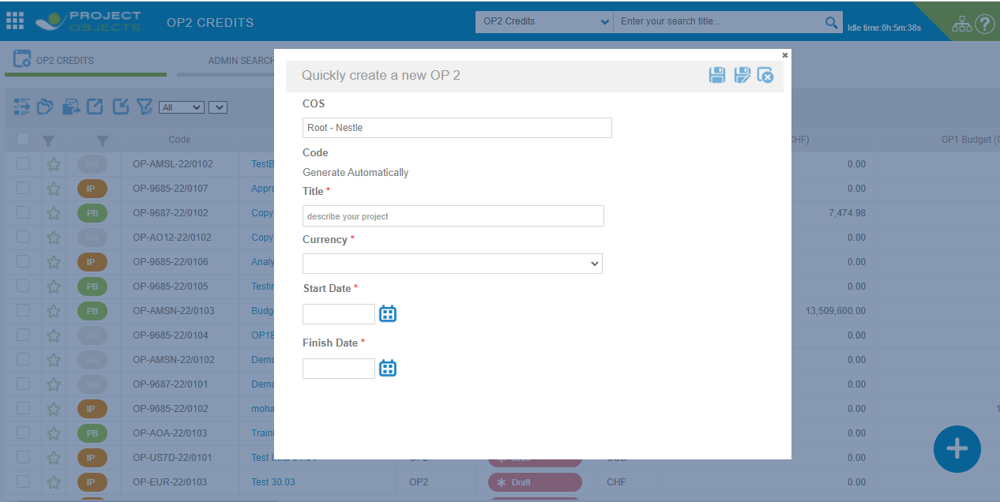 PROJECT
OBJECTS
OP2 CREDITS
OP2 Credits
Enter your search title...
Idle time:0h:5m:38s
?
OP2 CREDITS
ADMIN SEARCH
Quickly create a new OP 2
All
COS
Root - Nestle
Code
Generate Automatically
Title *
describe your project
Currency *
Start Date *
Finish Date *
Code
CHF)
OP1 Budget (
NA OP-AMSL-22/0102 TestB 0.00
IP OP-9685-22/0107 Appro 0.00
PB OP-9687-22/0102 Copy 7,474.98
NA OP-AO12-22/0102 Copy 0.00
IP OP-9685-22/0106 Analy 0.00
PB OP-9685-22/0105 Testin 0.00
PB OP-AMSN-22/0103 Budg 13,509,600.00
NA OP-9685-22/0104 OP1B 0.00
NA OP-AMSN-22/0102 Demo 0.00
NA OP-9687-22/0101 Demo 0.00
IP OP-9685-22/0102 moha 0.00 1
PB OP-AOA-22/0103 Traini 0.00
IP OP-US7D-22/0101 Test OP2 Draft USD 0.00
IP OP-EUR-22/0103 Test 30.03 OP2 Draft CHF 0.00